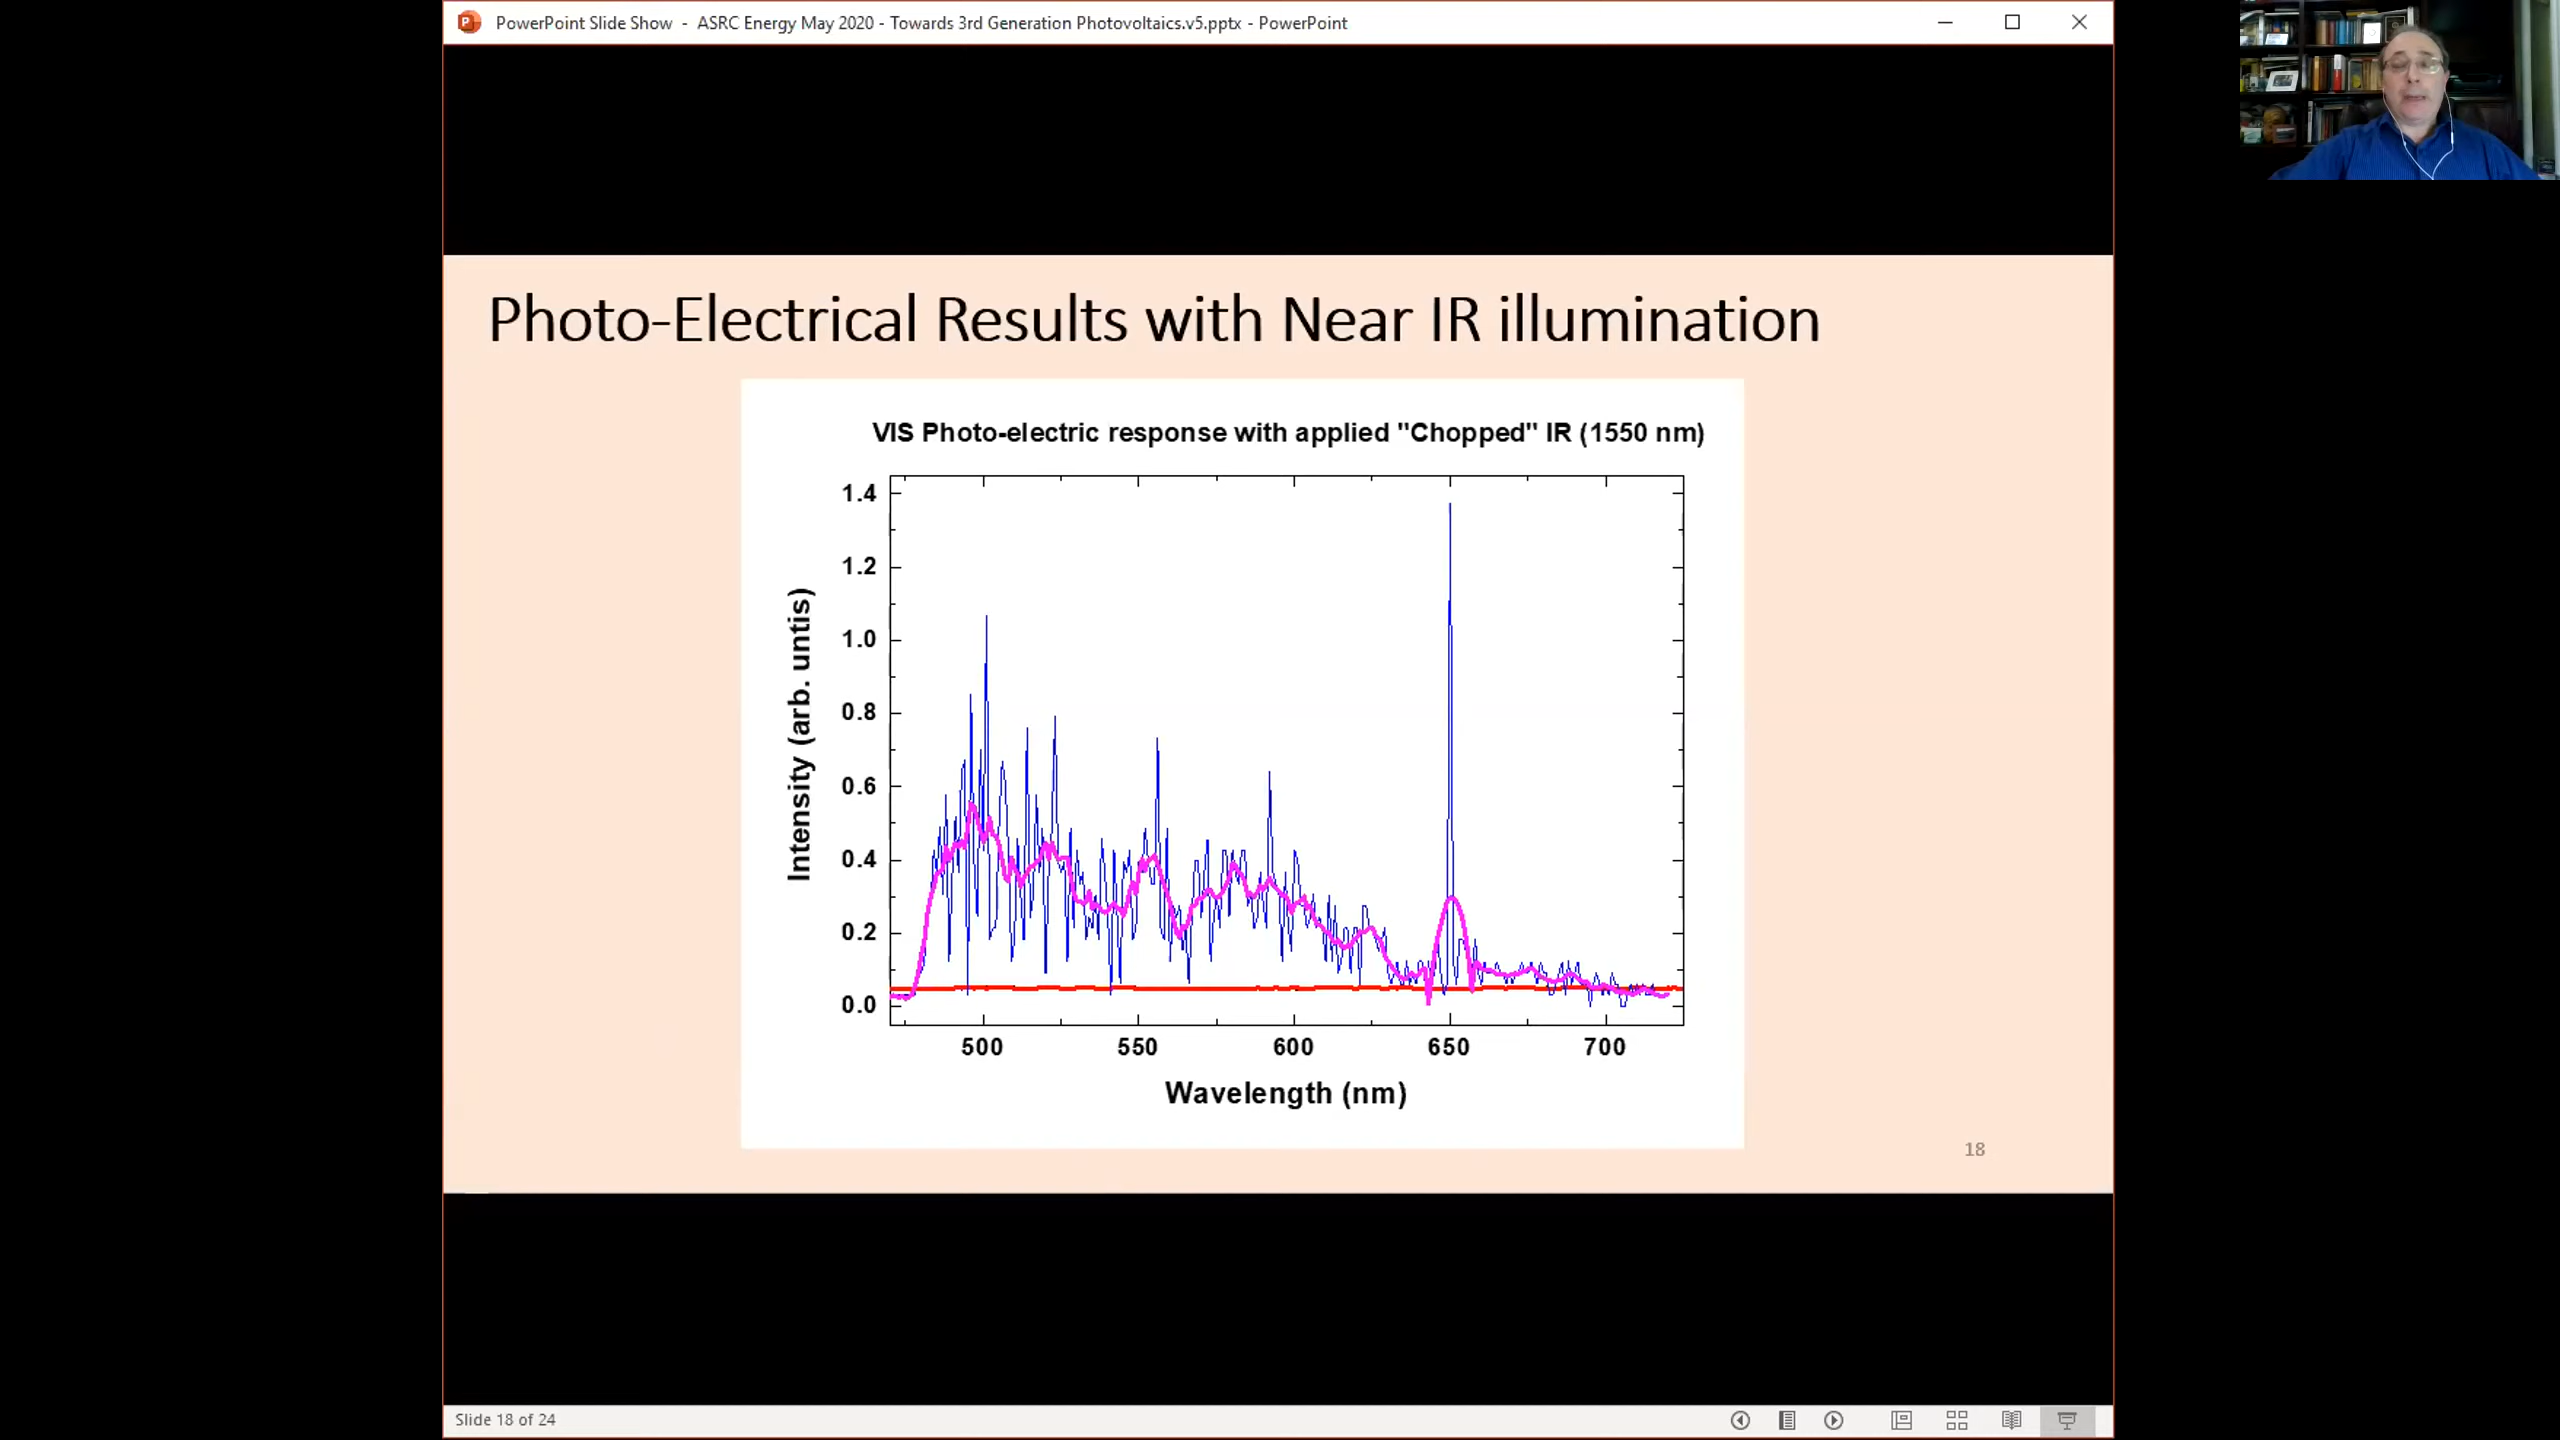 PowerPoint Slide Show - ASRC Energy May 2020 - Towards 3rd Generation Photovoltaics.v5.pptx - PowerPoint
Photo-Electrical Results with Near IR illumination
VIS Photo-electric response with applied "Chopped" IR (1550 nm)
Intensity (arb. untis)
1.4
1.2
1.0
0.8
0.6
0.4
0.2
0.0
500 550 600 650 700
Wavelength (nm)
18
Slide 18 of 24